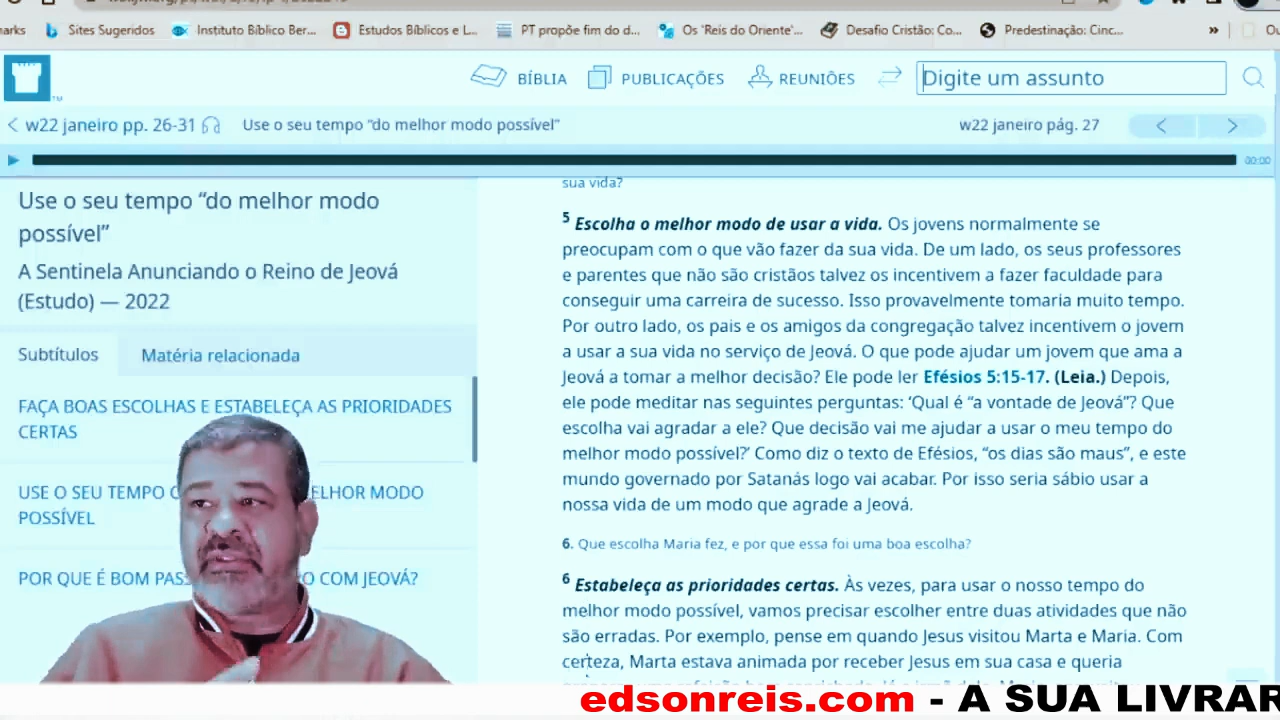 arks
Sites Sugeridos
Instituto Bíblico Ber...
Estudos Bíblicos e L...
PT propõe fim do d...
Os 'Reis do Oriente'...
Desafio Cristão: Co...
Predestinação: Cinc...
»
Ou
BÍBLIA
PUBLICAÇÕES
REUNIÕES
Digite um assunto
w22 janeiro pp. 26-31
Use o seu tempo “do melhor modo possível”
w22 janeiro pág. 27
00:00
Use o seu tempo “do melhor modo
possível”
A Sentinela Anunciando o Reino de Jeová
(Estudo) — 2022
Subtítulos
Matéria relacionada
FAÇA BOAS ESCOLHAS E ESTABELEÇA AS PRIORIDADES
CERTAS
USE O SEU TEMPO ELHOR MODO
POSSÍVEL
POR QUE É BOM PAS O COM JEOVÁ?
sua vida?
5 Escolha o melhor modo de usar a vida. Os jovens normalmente se
preocupam com o que vão fazer da sua vida. De um lado, os seus professores
e parentes que não são cristãos talvez os incentivem a fazer faculdade para
conseguir uma carreira de sucesso. Isso provavelmente tomaria muito tempo.
Por outro lado, os pais e os amigos da congregação talvez incentivem o jovem
a usar a sua vida no serviço de Jeová. O que pode ajudar um jovem que ama a
Jeová a tomar a melhor decisão? Ele pode ler Efésios 5:15-17. (Leia.) Depois,
ele pode meditar nas seguintes perguntas: ‘Qual é “a vontade de Jeová”? Que
escolha vai agradar a ele? Que decisão vai me ajudar a usar o meu tempo do
melhor modo possível?’ Como diz o texto de Efésios, “os dias são maus”, e este
mundo governado por Satanás logo vai acabar. Por isso seria sábio usar a
nossa vida de um modo que agrade a Jeová.
6. Que escolha Maria fez, e por que essa foi uma boa escolha?
6 Estabeleça as prioridades certas. Às vezes, para usar o nosso tempo do
melhor modo possível, vamos precisar escolher entre duas atividades que não
são erradas. Por exemplo, pense em quando Jesus visitou Marta e Maria. Com
certeza, Marta estava animada por receber Jesus em sua casa e queria
edsonreis.com - A SUA LIVRAR